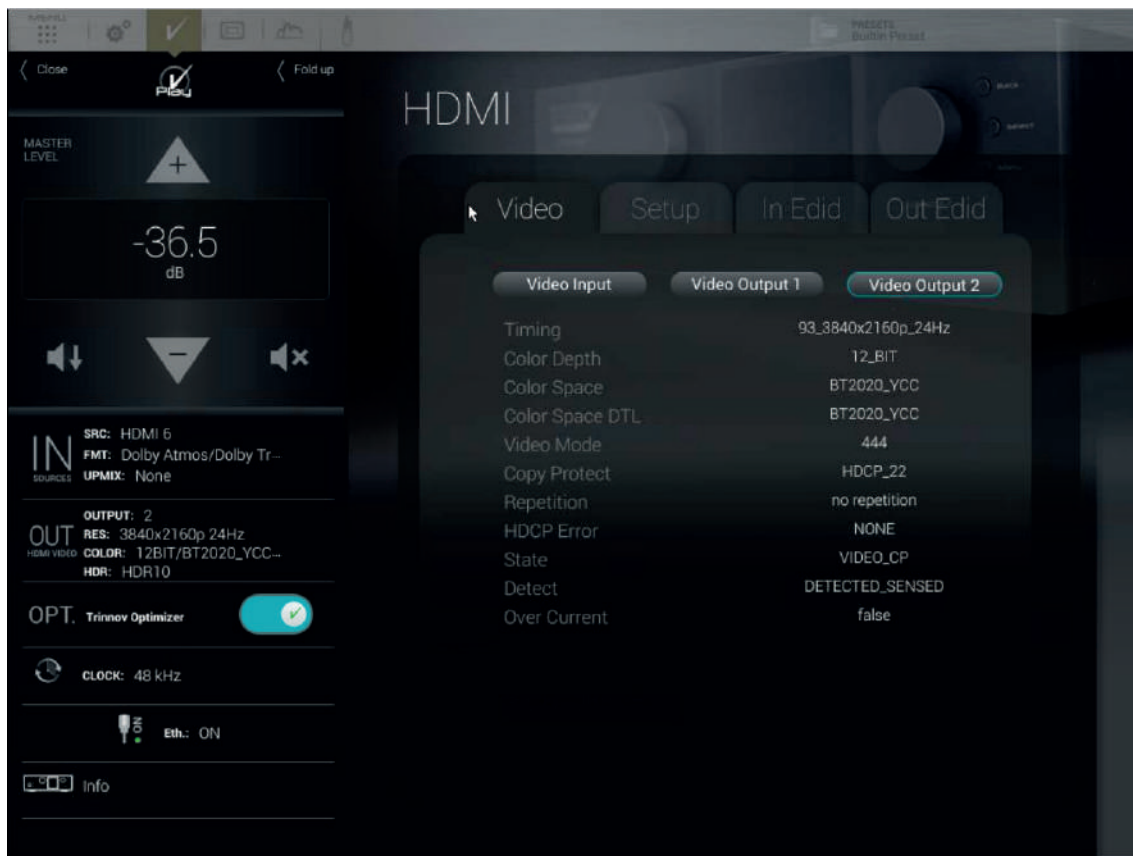 MENU
PRESETS
Builtin Preset
Close
Play
Fold up
HDMI
MASTER
LEVEL
+
-36.5
dB
−
Video
Setup
In Edid
Out Edid
Video Input
Video Output 1
Video Output 2
Timing 93_3840x2160p_24Hz
Color Depth 12_BIT
Color Space BT2020_YCC
Color Space DTL BT2020_YCC
Video Mode 444
Copy Protect HDCP_22
Repetition no repetition
HDCP Error NONE
State VIDEO_CP
Detect DETECTED_SENSED
Over Current false
IN
SOURCES
SRC: HDMI 6
FMT: Dolby Atmos/Dolby Tr...
UPMIX: None
OUT
HDMI VIDEO
OUTPUT: 2
RES: 3840x2160p 24Hz
COLOR: 12BIT/BT2020_YCC...
HDR: HDR10
OPT. Trinnov Optimizer
CLOCK: 48 kHz
ON
Eth.: ON
Info